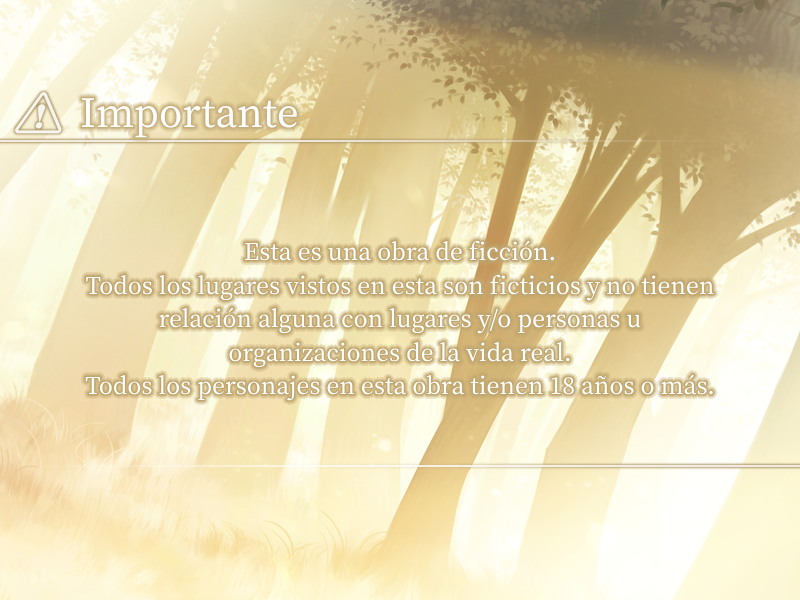 Importante
Esta es una obra de ficción.
Todos los lugares vistos en esta son ficticios y no tienen
relación alguna con lugares y/o personas u
organizaciones de la vida real.
Todos los personajes en esta obra tienen 18 años o más.